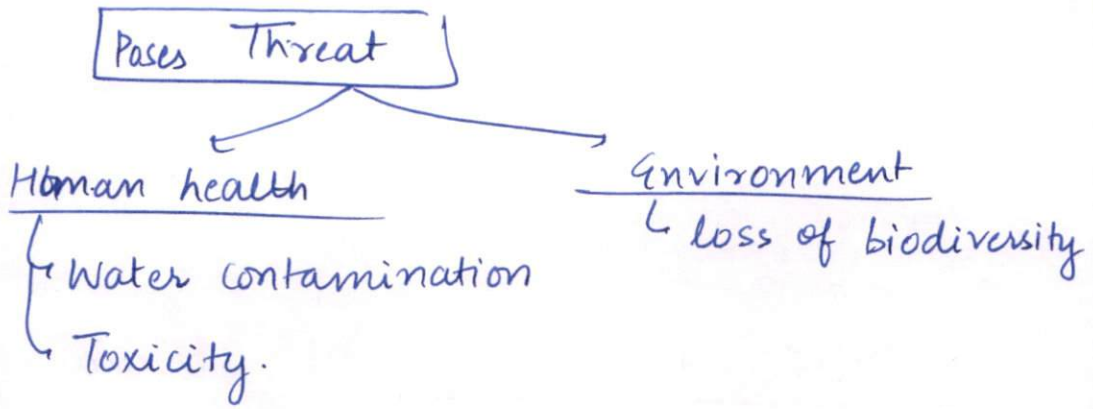 Poses Threat
Human health
Water contamination
Toxicity.
Environment
loss of biodiversity